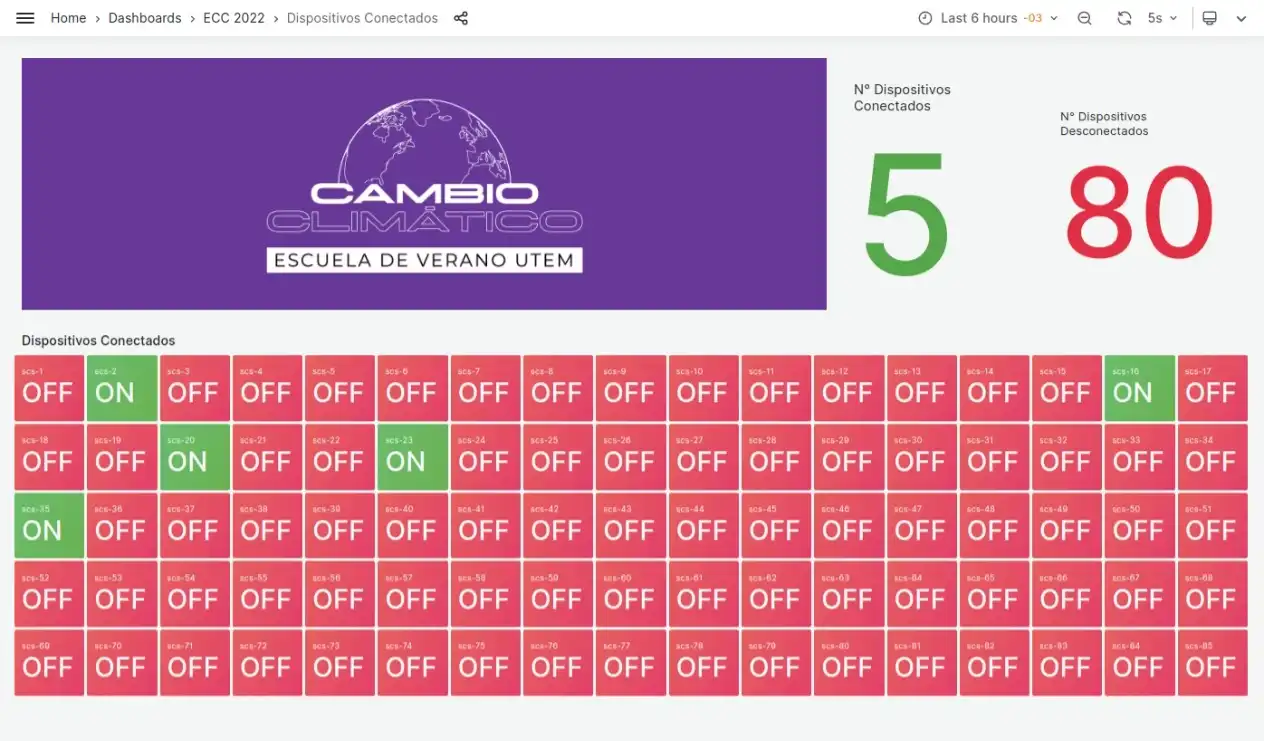 Home › Dashboards › ECC 2022 › Dispositivos Conectados
Last 6 hours -03
5s
CAMBIO
CLIMÁTICO
ESCUELA DE VERANO UTEM
N° Dispositivos
Conectados
5
N° Dispositivos
Desconectados
80
Dispositivos Conectados
scs-1 scs-2 scs-3 scs-4 scs-5 scs-6 scs-7 scs-8 scs-9 scs-10 scs-11 scs-12 scs-13 scs-14 scs-15 scs-16 scs-17
OFF ON OFF OFF OFF OFF OFF OFF OFF OFF OFF OFF OFF OFF OFF ON OFF
scs-18 scs-19 scs-20 scs-21 scs-22 scs-23 scs-24 scs-25 scs-26 scs-27 scs-28 scs-29 scs-30 scs-31 scs-32 scs-33 scs-34
OFF OFF ON OFF OFF ON OFF OFF OFF OFF OFF OFF OFF OFF OFF OFF OFF
scs-35 scs-36 scs-37 scs-38 scs-39 scs-40 scs-41 scs-42 scs-43 scs-44 scs-45 scs-46 scs-47 scs-48 scs-49 scs-50 scs-51
ON OFF OFF OFF OFF OFF OFF OFF OFF OFF OFF OFF OFF OFF OFF OFF OFF
scs-52 scs-53 scs-54 scs-55 scs-56 scs-57 scs-58 scs-59 scs-60 scs-61 scs-62 scs-63 scs-64 scs-65 scs-66 scs-67 scs-68
OFF OFF OFF OFF OFF OFF OFF OFF OFF OFF OFF OFF OFF OFF OFF OFF OFF
scs-69 scs-70 scs-71 scs-72 scs-73 scs-74 scs-75 scs-76 scs-77 scs-78 scs-79 scs-80 scs-81 scs-82 scs-83 scs-84 scs-85
OFF OFF OFF OFF OFF OFF OFF OFF OFF OFF OFF OFF OFF OFF OFF OFF OFF